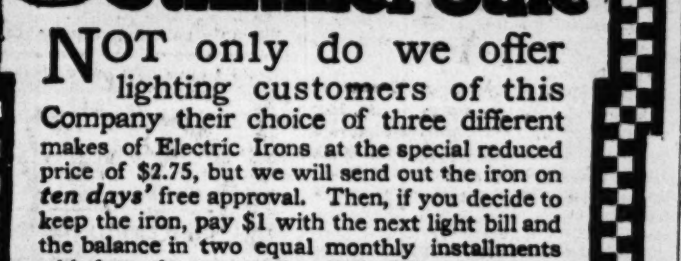 NOT only do we offer
lighting customers of this
Company their choice of three different
makes of Electric Irons at the special reduced
price of $2.75, but we will send out the iron on
ten days' free approval. Then, if you decide to
keep the iron, pay $1 with the next light bill and
the balance in two equal monthly installments